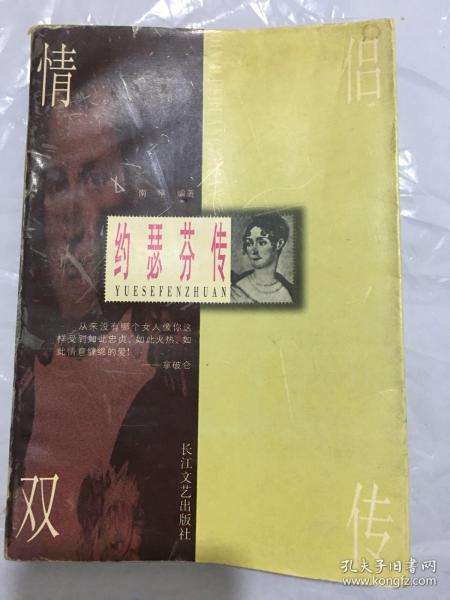 情侣
双传
南 编著
约瑟芬传
YUESEFENZHUAN
从来没有哪个女人像你这
样受到如此忠贞、如此火热、如
此情意缠绵的爱!
——拿破仑
长江文艺出版社
孔夫子旧书网
www.kongfz.com